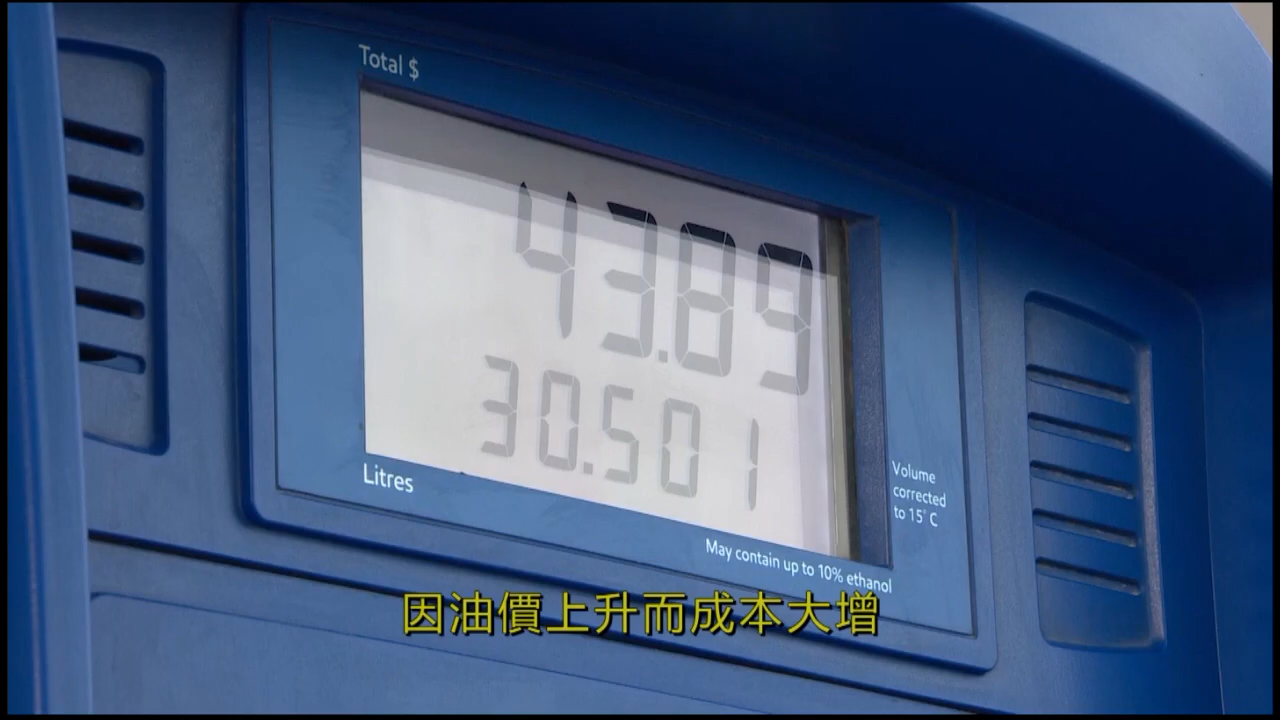 Total $
43.89
30.501
Litres
Volume
corrected
to 15°C
May contain up to 10% ethanol
因油價上升而成本大增